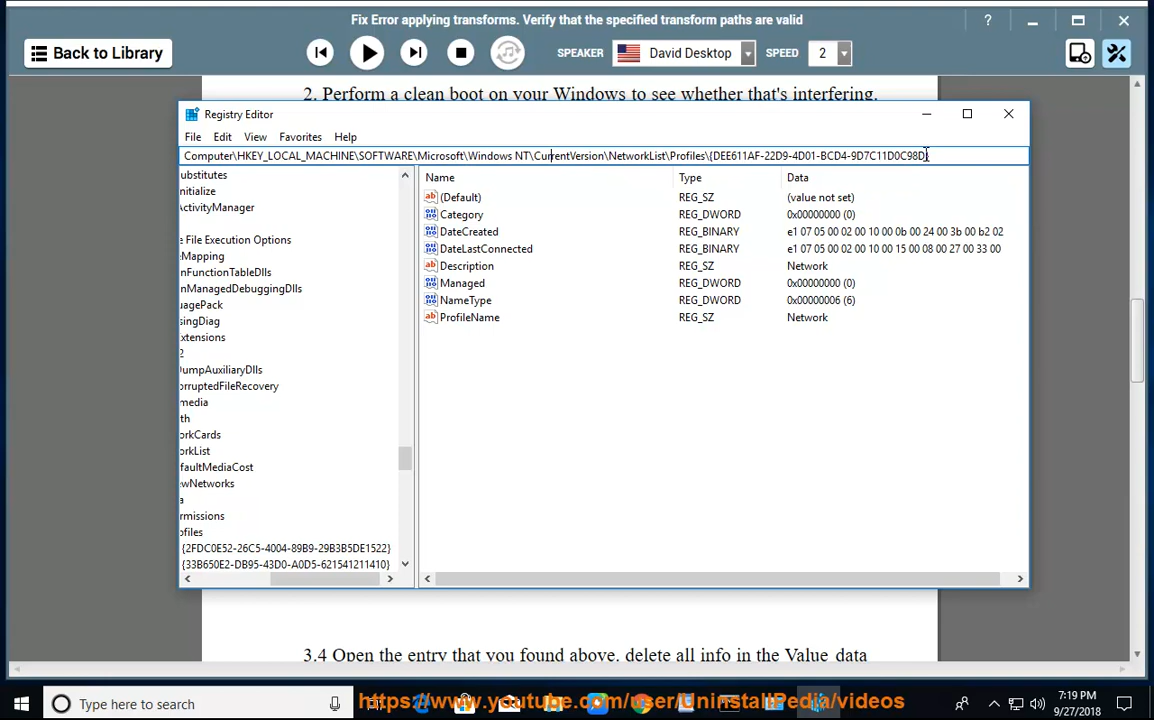 Fix Error applying transforms. Verify that the specified transform paths are valid
Back to Library
SPEAKER
David Desktop
SPEED
2
2. Perform a clean boot on your Windows to see whether that's interfering.
Registry Editor
File Edit View Favorites Help
Computer\HKEY_LOCAL_MACHINE\SOFTWARE\Microsoft\Windows NT\CurrentVersion\NetworkList\Profiles\{DEE611AF-22D9-4D01-BCD4-9D7C11D0C98D}
ubstitutes
nitialize
ActivityManager
e File Execution Options
eMapping
nFunctionTableDlls
nManagedDebuggingDlls
uagePack
singDiag
xtensions
2
DumpAuxiliaryDlls
orruptedFileRecovery
media
th
orkCards
orkList
faultMediaCost
wNetworks
a
rmissions
ofiles
{2FDC0E52-26C5-4004-89B9-29B3B5DE1522}
{33B650E2-DB95-43D0-A0D5-621541211410}
Name Type Data
(Default) REG_SZ (value not set)
Category REG_DWORD 0x00000000 (0)
DateCreated REG_BINARY e1 07 05 00 02 00 10 00 0b 00 24 00 3b 00 b2 02
DateLastConnected REG_BINARY e1 07 05 00 02 00 10 00 15 00 08 00 27 00 33 00
Description REG_SZ Network
Managed REG_DWORD 0x00000000 (0)
NameType REG_DWORD 0x00000006 (6)
ProfileName REG_SZ Network
3.4 Open the entry that you found above, delete all info in the Value data
Type here to search
https://www.youtube.com/user/UninstallPedia/videos
7:19 PM
9/27/2018